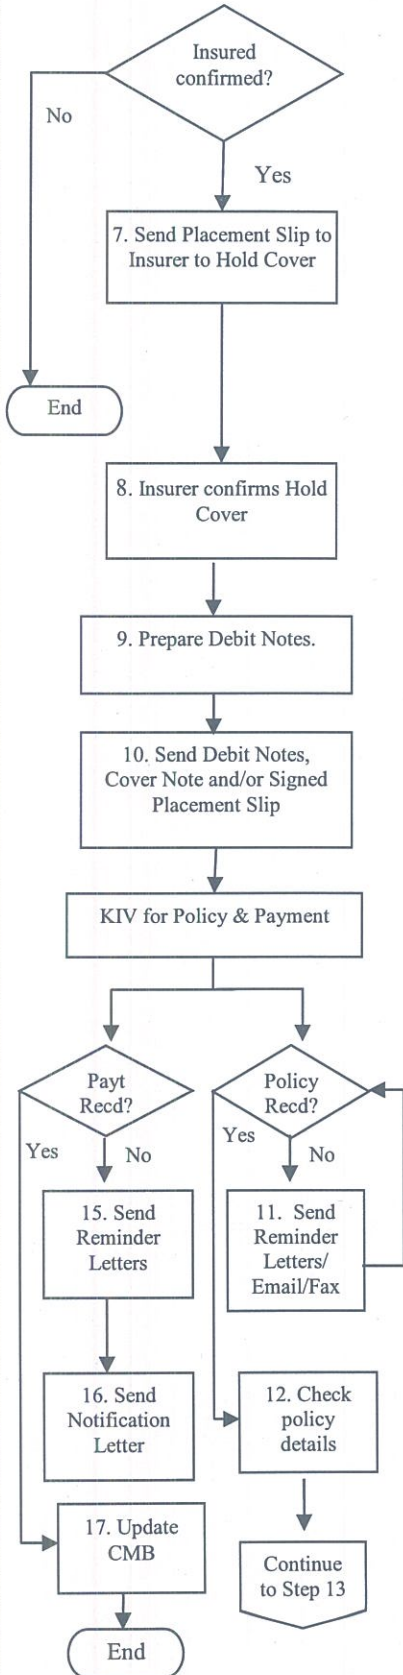 Insured
confirmed?
No
Yes
7. Send Placement Slip to
Insurer to Hold Cover
End
8. Insurer confirms Hold
Cover
9. Prepare Debit Notes.
10. Send Debit Notes,
Cover Note and/or Signed
Placement Slip
KIV for Policy & Payment
Payt
Recd?
Policy
Recd?
Yes
No
Yes
No
15. Send
Reminder
Letters
11. Send
Reminder
Letters/
Email/Fax
16. Send
Notification
Letter
12. Check
policy
details
17. Update
CMB
Continue
to Step 13
End